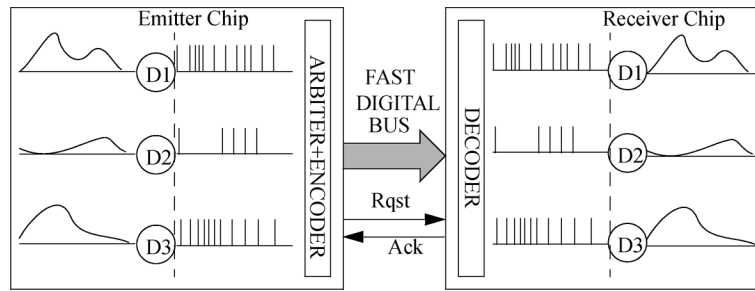 Emitter Chip
Receiver Chip
D1
D2
D3
ARBITER+ENCODER
FAST
DIGITAL
BUS
Rqst
Ack
DECODER
D1
D2
D3